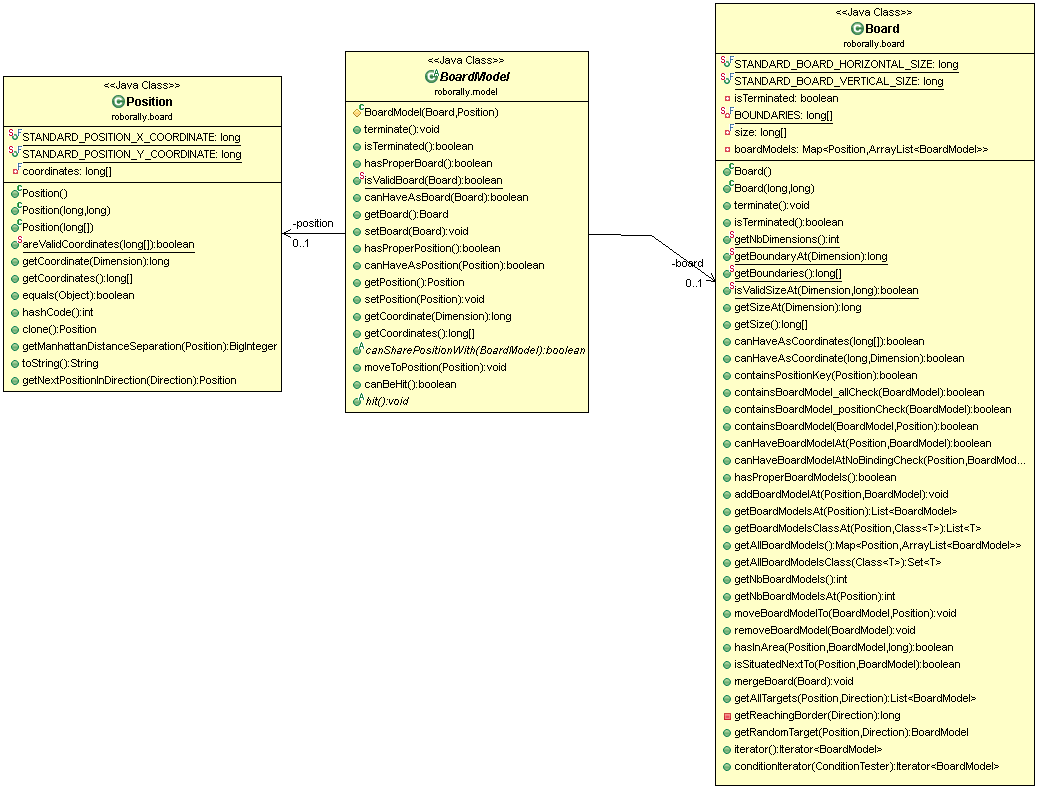 <<Java Class>>
Position
roborally.board
STANDARD_POSITION_X_COORDINATE: long
STANDARD_POSITION_Y_COORDINATE: long
coordinates: long[]
Position()
Position(long,long)
Position(long[])
areValidCoordinates(long[]):boolean
getCoordinate(Dimension):long
getCoordinates():long[]
equals(Object):boolean
hashCode():int
clone():Position
getManhattanDistanceSeparation(Position):BigInteger
toString():String
getNextPositionInDirection(Direction):Position
-position
0..1
<<Java Class>>
BoardModel
roborally.model
BoardModel(Board,Position)
terminate():void
isTerminated():boolean
hasProperBoard():boolean
isValidBoard(Board):boolean
canHaveAsBoard(Board):boolean
getBoard():Board
setBoard(Board):void
hasProperPosition():boolean
canHaveAsPosition(Position):boolean
getPosition():Position
setPosition(Position):void
getCoordinate(Dimension):long
getCoordinates():long[]
canSharePositionWith(BoardModel):boolean
moveToPosition(Position):void
canBeHit():boolean
hit():void
-board
0..1
<<Java Class>>
Board
roborally.board
STANDARD_BOARD_HORIZONTAL_SIZE: long
STANDARD_BOARD_VERTICAL_SIZE: long
isTerminated: boolean
BOUNDARIES: long[]
size: long[]
boardModels: Map<Position,ArrayList<BoardModel>>
Board()
Board(long,long)
terminate():void
isTerminated():boolean
getNbDimensions():int
getBoundaryAt(Dimension):long
getBoundaries():long[]
isValidSizeAt(Dimension,long):boolean
getSizeAt(Dimension):long
getSize():long[]
canHaveAsCoordinates(long[]):boolean
canHaveAsCoordinate(long,Dimension):boolean
containsPositionKey(Position):boolean
containsBoardModel_allCheck(BoardModel):boolean
containsBoardModel_positionCheck(BoardModel):boolean
containsBoardModel(BoardModel,Position):boolean
canHaveBoardModelAt(Position,BoardModel):boolean
canHaveBoardModelAtNoBindingCheck(Position,BoardMod...
hasProperBoardModels():boolean
addBoardModelAt(Position,BoardModel):void
getBoardModelsAt(Position):List<BoardModel>
getBoardModelsClassAt(Position,Class<T>):List<T>
getAllBoardModels():Map<Position,ArrayList<BoardModel>>
getAllBoardModelsClass(Class<T>):Set<T>
getNbBoardModels():int
getNbBoardModelsAt(Position):int
moveBoardModelTo(BoardModel,Position):void
removeBoardModel(BoardModel):void
hasInArea(Position,BoardModel,long):boolean
isSituatedNextTo(Position,BoardModel):boolean
mergeBoard(Board):void
getAllTargets(Position,Direction):List<BoardModel>
getReachingBorder(Direction):long
getRandomTarget(Position,Direction):BoardModel
iterator():Iterator<BoardModel>
conditionIterator(ConditionTester):Iterator<BoardModel>